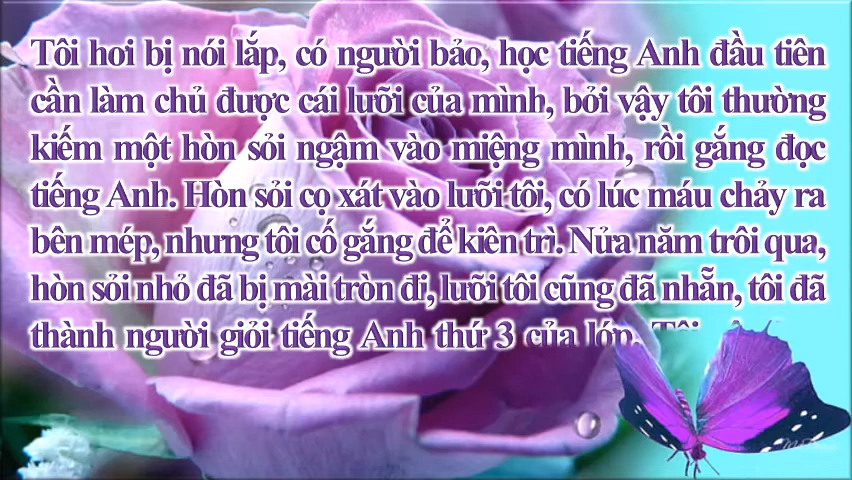 Tôi hơi bị nói lắp, có người bảo, học tiếng Anh đầu tiên
cần làm chủ được cái lưỡi của mình, bởi vậy tôi thường
kiếm một hòn sỏi ngậm vào miệng mình, rồi gắng đọc
tiếng Anh. Hòn sỏi cọ xát vào lưỡi tôi, có lúc máu chảy ra
bên mép, nhưng tôi cố gắng để kiên trì. Nửa năm trôi qua,
hòn sỏi nhỏ đã bị mài tròn đi, lưỡi tôi cũng đã nhẵn, tôi đã
thành người giỏi tiếng Anh thứ 3 của lớp. Tôi